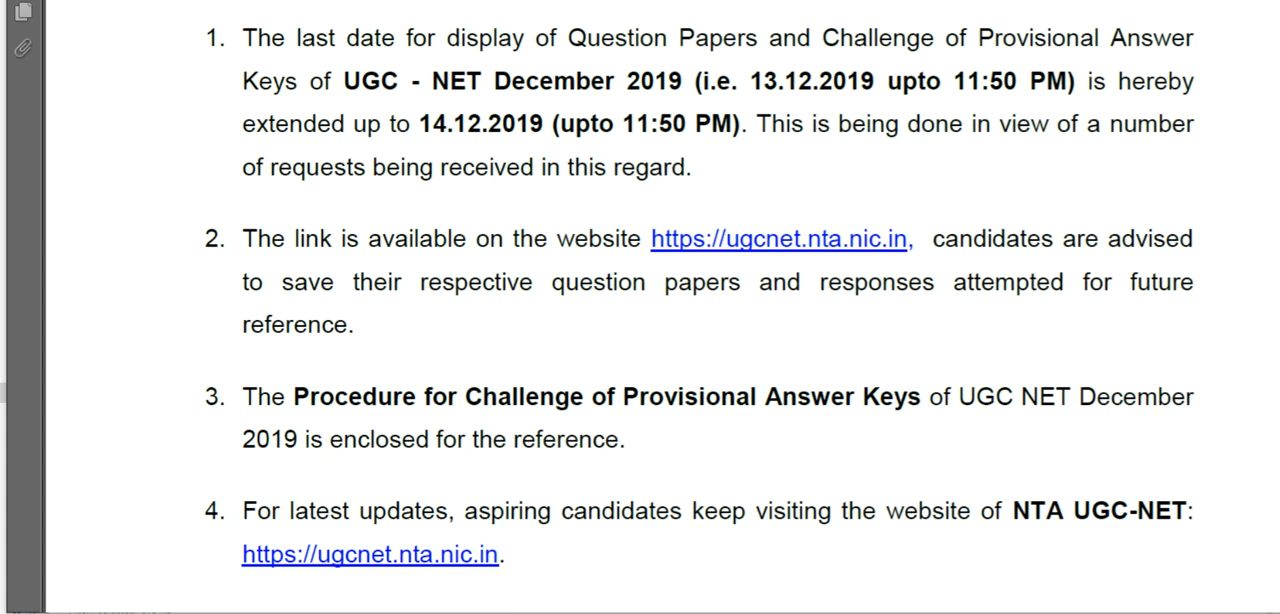 1. The last date for display of Question Papers and Challenge of Provisional Answer
Keys of UGC - NET December 2019 (i.e. 13.12.2019 upto 11:50 PM) is hereby
extended up to 14.12.2019 (upto 11:50 PM). This is being done in view of a number
of requests being received in this regard.
2. The link is available on the website https://ugcnet.nta.nic.in, candidates are advised
to save their respective question papers and responses attempted for future
reference.
3. The Procedure for Challenge of Provisional Answer Keys of UGC NET December
2019 is enclosed for the reference.
4. For latest updates, aspiring candidates keep visiting the website of NTA UGC-NET:
https://ugcnet.nta.nic.in.